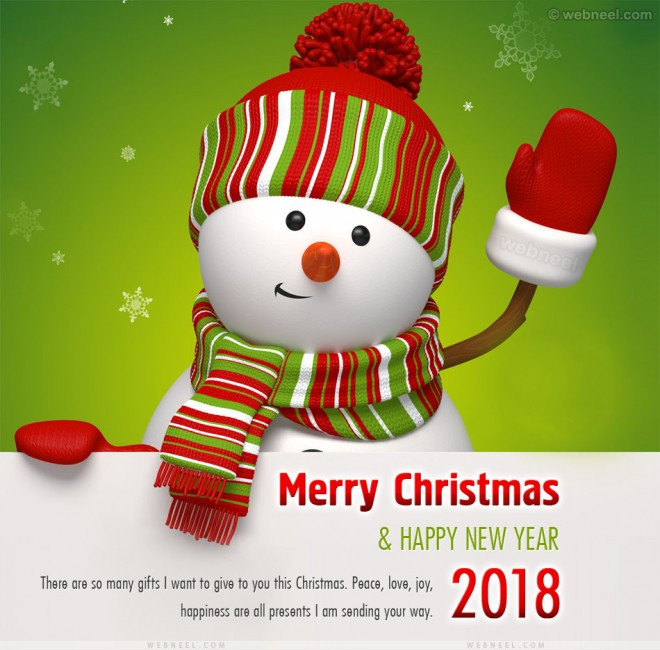 © webneel.com
webneel
Merry Christmas
& HAPPY NEW YEAR
There are so many gifts I want to give to you this Christmas. Peace, love, joy,
happiness are all presents I am sending your way.
2018
WEBNEEL.COM
WEBNEEL.COM